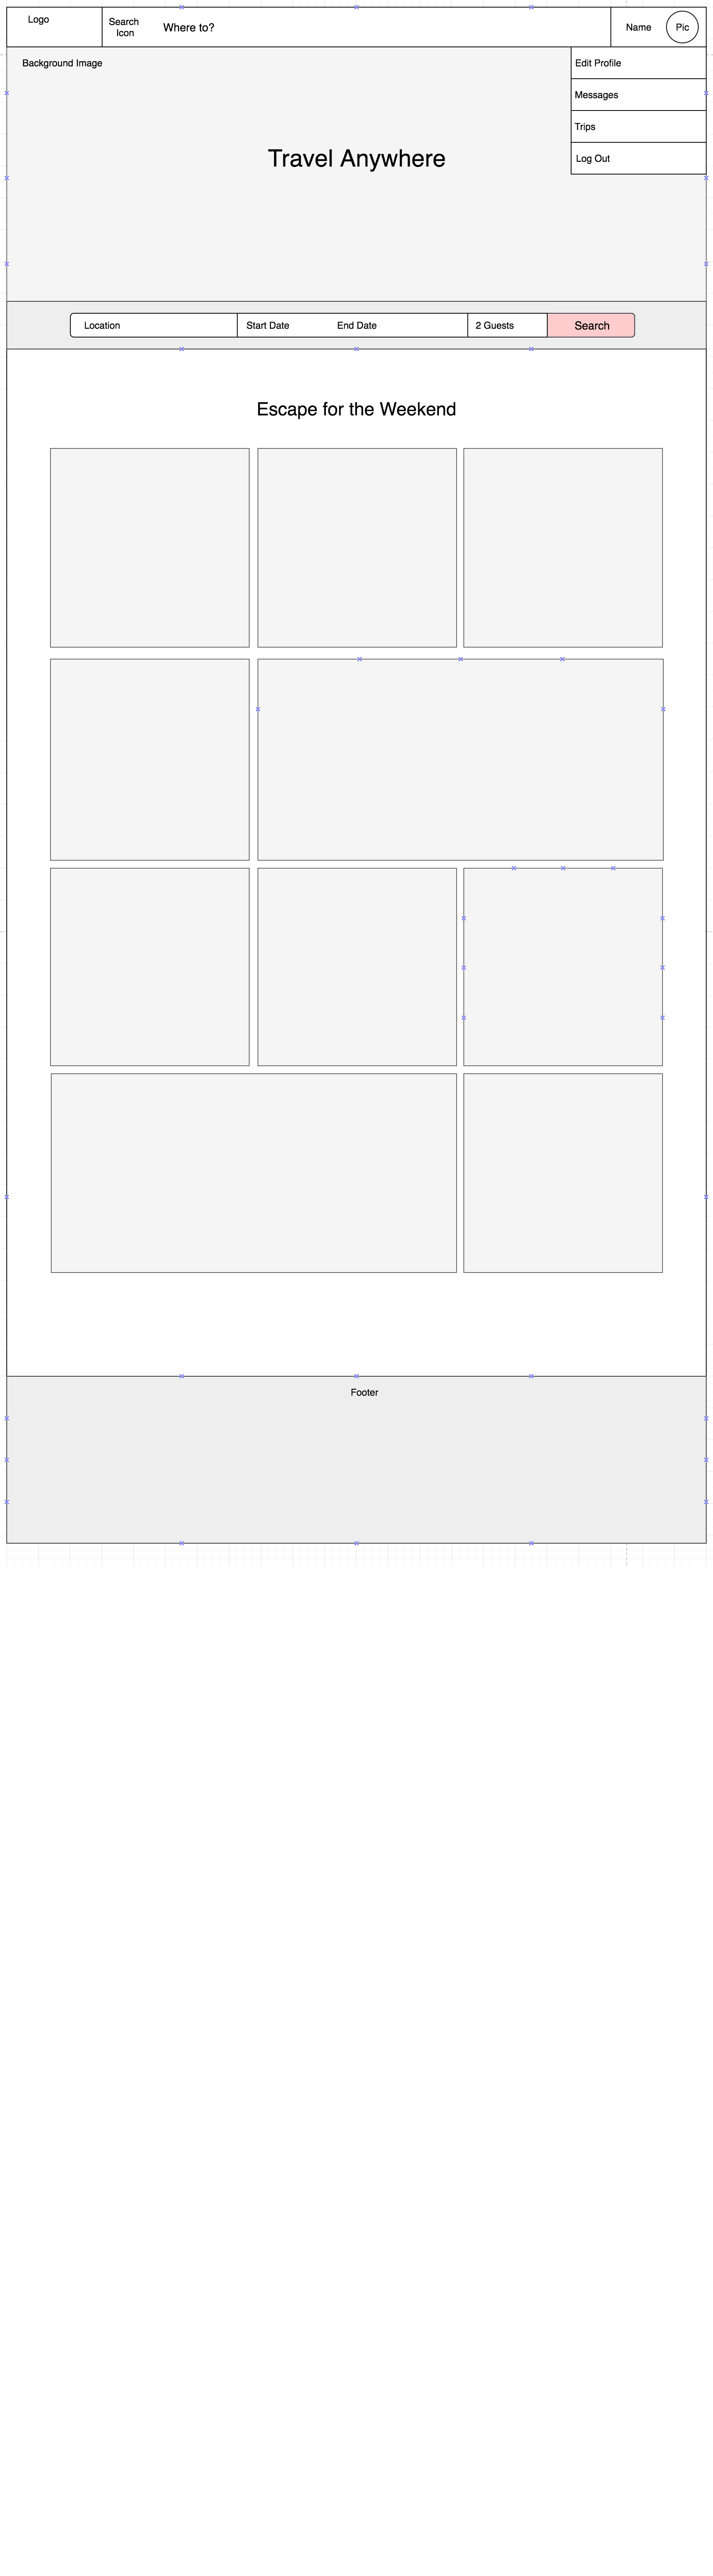 Logo
Search
Icon
Where to?
Name
Pic
Background Image
Edit Profile
Messages
Trips
Log Out
Travel Anywhere
Location
Start Date
End Date
2 Guests
Search
Escape for the Weekend
Footer